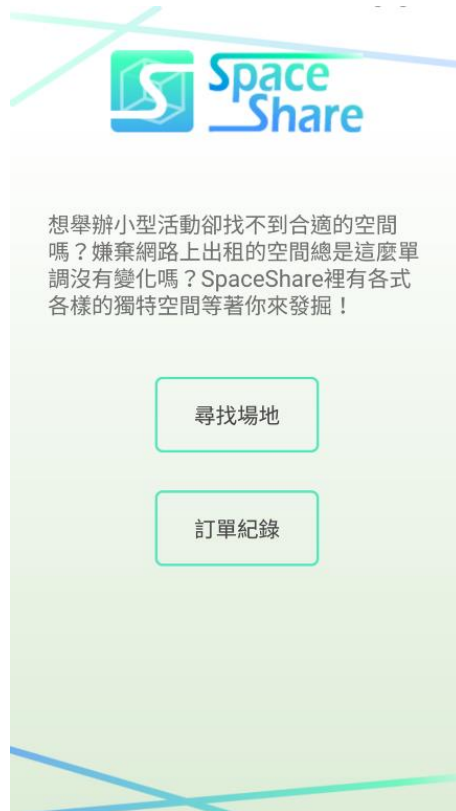 Space
Share
想舉辦小型活動卻找不到合適的空間
嗎？嫌棄網路上出租的空間總是這麼單
調沒有變化嗎？SpaceShare裡有各式
各樣的獨特空間等著你來發掘！
尋找場地
訂單紀錄